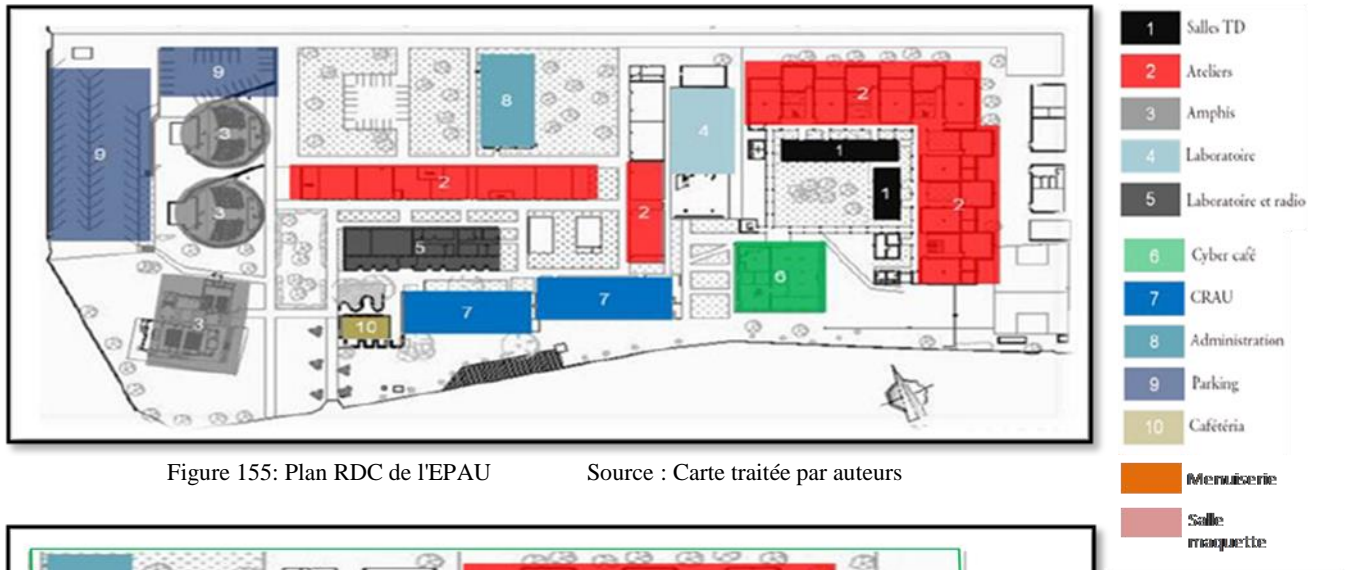 9
8
9
3
4
2
1
2
1
2
3
2
2
5
6
7
7
3
10
1 Salles TD
2 Ateliers
3 Amphis
4 Laboratoire
5 Laboratoire et radio
6 Cyber café
7 CRAU
8 Administration
9 Parking
10 Cafétéria
Menuiserie
Salle
maquette
Figure 155: Plan RDC de l'EPAU Source : Carte traitée par auteurs